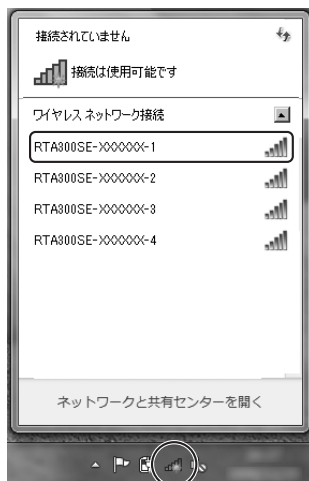 接続されていません
接続は使用可能です
ワイヤレス ネットワーク接続
RTA300SE-XXXXXX-1
RTA300SE-XXXXXX-2
RTA300SE-XXXXXX-3
RTA300SE-XXXXXX-4
ネットワークと共有センターを開く